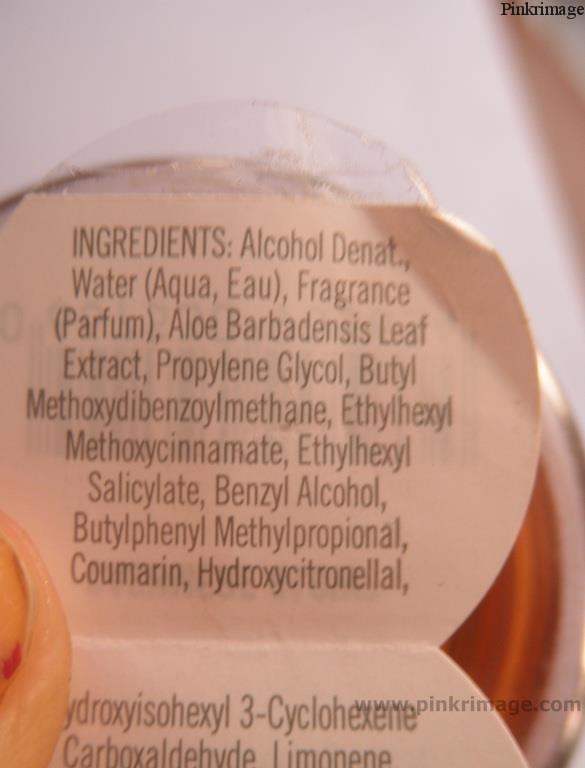 Pinkrimage
INGREDIENTS: Alcohol Denat.,
Water (Aqua, Eau), Fragrance
(Parfum), Aloe Barbadensis Leaf
Extract, Propylene Glycol, Butyl
Methoxydibenzoylmethane, Ethylhexyl
Methoxycinnamate, Ethylhexyl
Salicylate, Benzyl Alcohol,
Butylphenyl Methylpropional,
Coumarin, Hydroxycitronellal,
ydroxyisohexyl 3-Cyclohexene
www.pinkrimage.com
Carboxaldehyde, Limonene